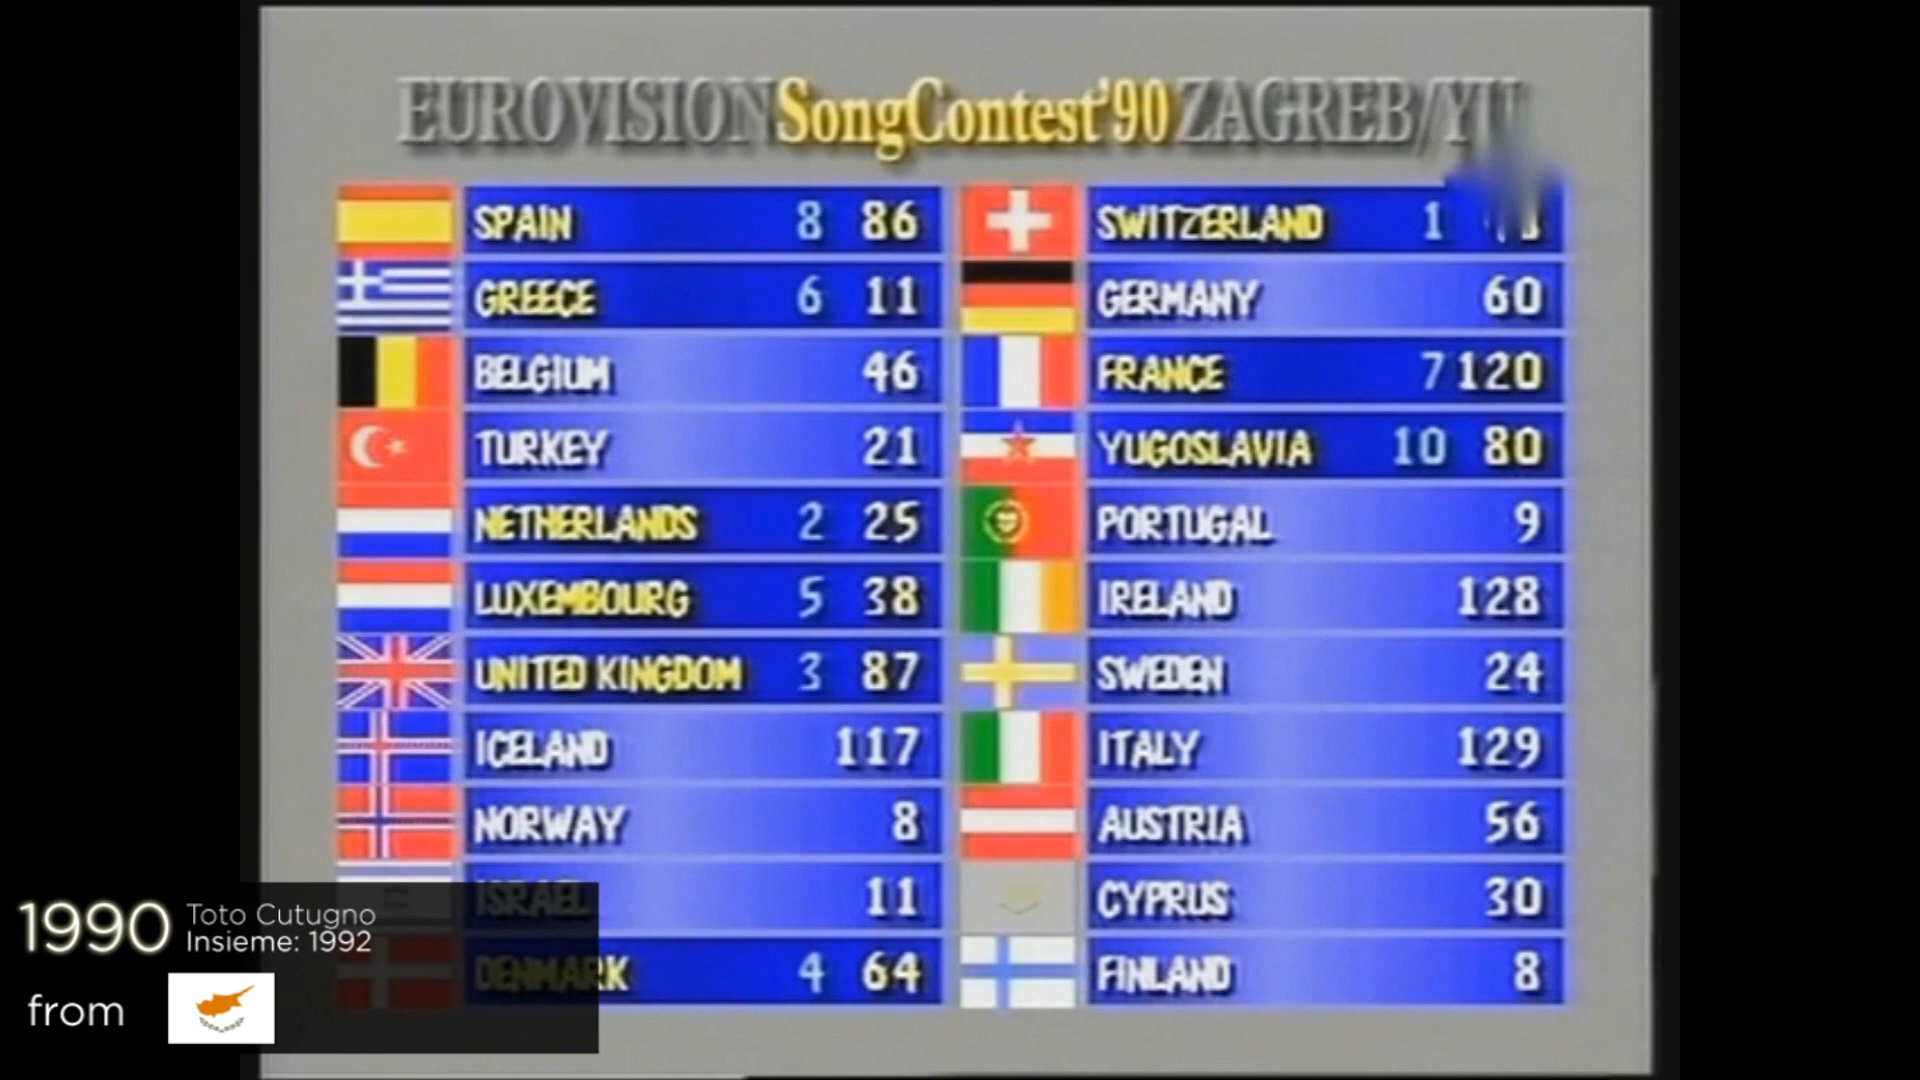 EUROVISION SongContest'90 ZAGREB/YU
SPAIN 8 86
GREECE 6 11
BELGIUM 46
TURKEY 21
NETHERLANDS 2 25
LUXEMBOURG 5 38
UNITED KINGDOM 3 87
ICELAND 117
NORWAY 8
ISRAEL 11
DENMARK 4 64
SWITZERLAND 1
GERMANY 60
FRANCE 7 120
YUGOSLAVIA 10 80
PORTUGAL 9
IRELAND 128
SWEDEN 24
ITALY 129
AUSTRIA 56
CYPRUS 30
FINLAND 8
1990 Toto Cutugno
Insieme: 1992
from